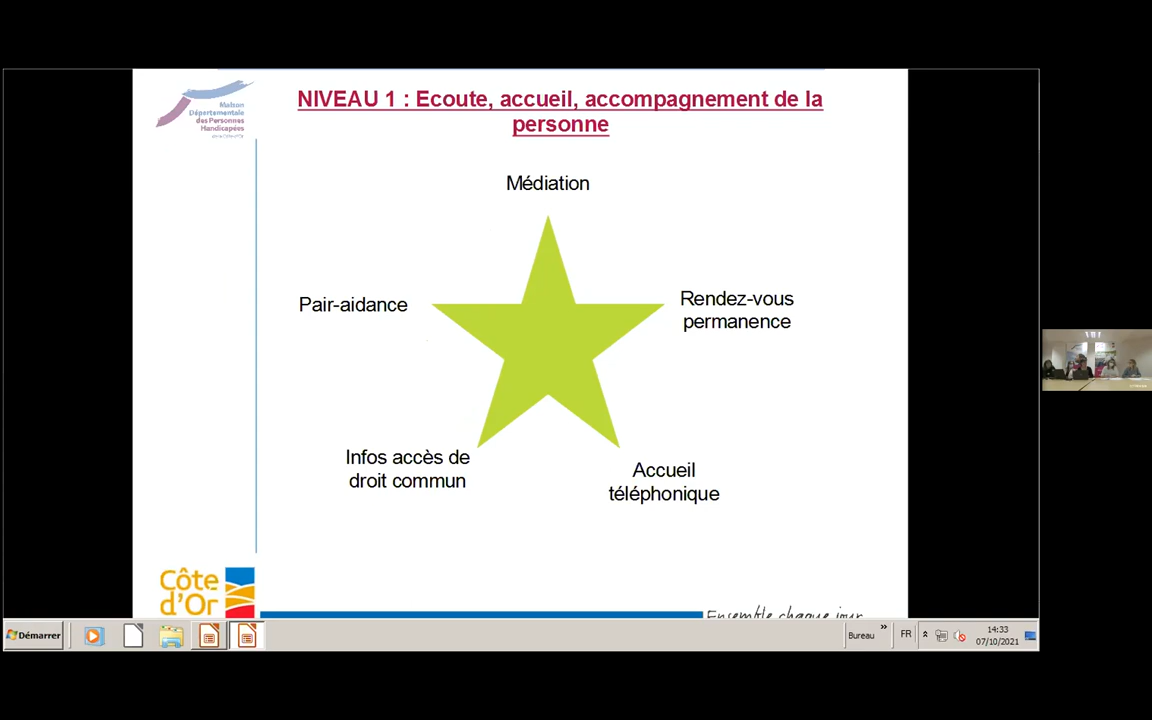 Maison
Départementale
des Personnes
Handicapées
NIVEAU 1 : Ecoute, accueil, accompagnement de la
personne
Médiation
Pair-aidance
Rendez-vous
permanence
Infos accès de
droit commun
Accueil
téléphonique
Côte
d'Or
Ensemble chaque jour
Démarrer
Bureau
»
FR
14:33
07/10/2021